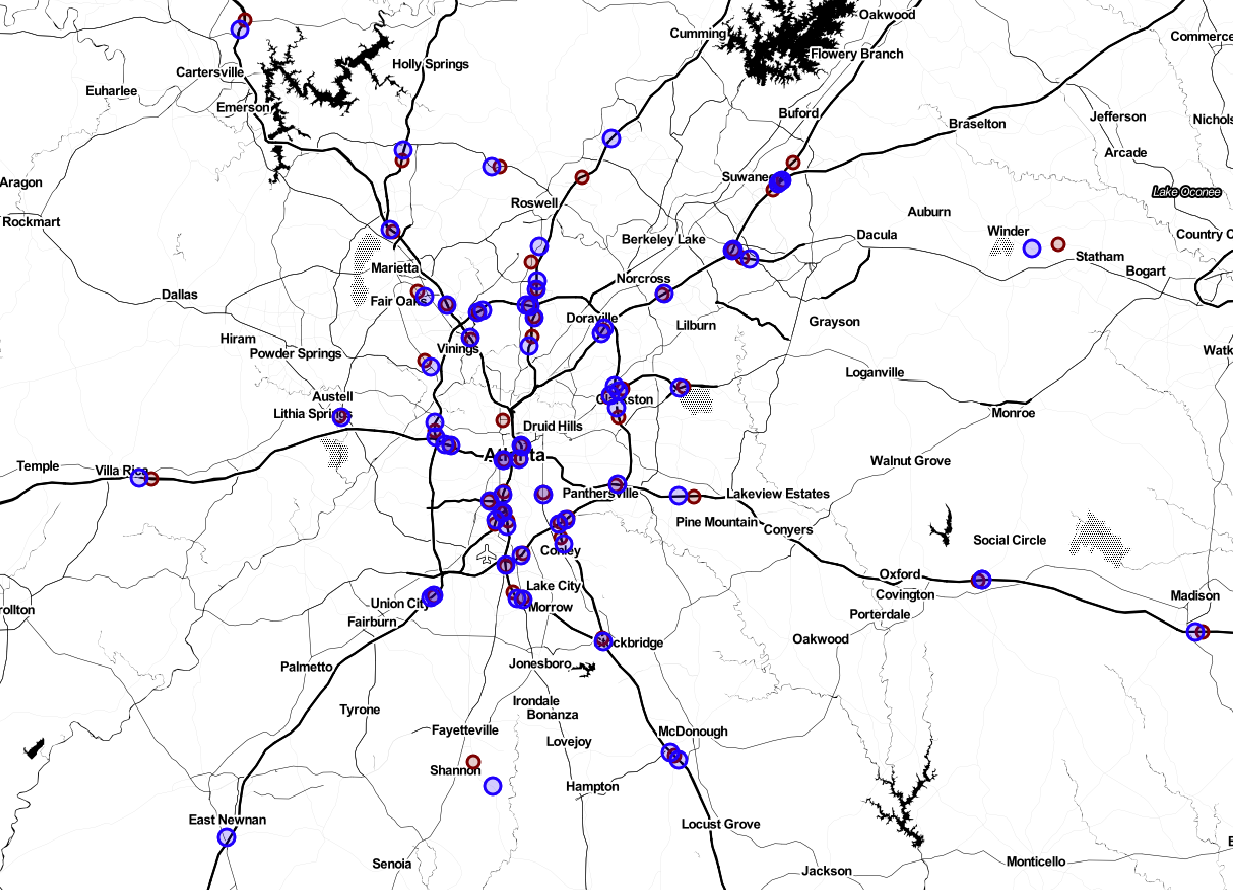 Oakwood
Cumming
Commerce
Flowery Branch
Holly Springs
Cartersville
Euharlee
Emerson
Buford
Jefferson
Braselton
Arcade
Suwanee
Aragon
Lake Oconee
Roswell
Auburn
Rockmart
Winder
Berkeley Lake
Dacula
Country C
Statham
Marietta
Bogart
Norcross
Dallas
Fair Oaks
Doraville
Grayson
Lilburn
Hiram
Vinings
Powder Springs
Loganville
Austell
Clarkston
Lithia Springs
Monroe
Druid Hills
Atlanta
Walnut Grove
Temple
Villa Rica
Panthersville
Lakeview Estates
Pine Mountain
Conyers
Social Circle
Conley
Oxford
Lake City
Covington
Madison
Union City
Morrow
rollton
Porterdale
Fairburn
Oakwood
Stockbridge
Jonesboro
Palmetto
Irondale
Tyrone
Bonanza
Fayetteville
McDonough
Lovejoy
Shannon
Hampton
East Newnan
Locust Grove
Senoia
Monticello
Jackson